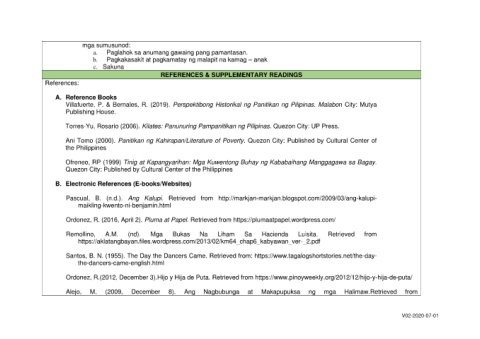 mga sumusunod:
a. Paglahok sa anumang gawaing pang pamantasan.
b. Pagkakasakit at pagkamatay ng malapit na kamag – anak
c. Sakuna
REFERENCES & SUPPLEMENTARY READINGS
References:
A. Reference Books
Villafuerte, P. & Bernales, R. (2019). Perspektibong Historikal ng Panitikan ng Pilipinas. Malabon City: Mutya
Publishing House.
Torres-Yu, Rosario (2006). Kilates: Panunuring Pampanitikan ng Pilipinas. Quezon City: UP Press.
Ani Tomo (2000). Panitikan ng Kahirapan/Literature of Poverty. Quezon City: Published by Cultural Center of
the Philippines
Ofreneo, RP (1999) Tinig at Kapangyarihan: Mga Kuwentong Buhay ng Kababaihang Manggagawa sa Bagay.
Quezon City: Published by Cultural Center of the Philippines
B. Electronic References (E-books/Websites)
Pascual, B. (n.d.). Ang Kalupi. Retrieved from http://markjan-markjan.blogspot.com/2009/03/ang-kalupi-
maikling-kwento-ni-benjamin.html
Ordonez, R. (2016, April 2). Pluma at Papel. Retrieved from https://plumaatpapel.wordpress.com/
Remollino, A.M. (nd). Mga Bukas Na Liham Sa Hacienda Luisita. Retrieved from
https://aklatangbayan.files.wordpress.com/2013/02/km64_chap6_kabyawan_ver-_2.pdf
Santos, B. N. (1955). The Day the Dancers Came. Retrieved from: https://www.tagalogshortstories.net/the-day-
the-dancers-came-english.html
Ordonez, R.(2012, December 3).Hijo y Hija de Puta. Retrieved from https://www.pinoyweekly.org/2012/12/hijo-y-hija-de-puta/
Alejo, M. (2009, December 8). Ang Nagbubunga at Makapupuksa ng mga Halimaw.Retrieved from
V02-2020-07-01